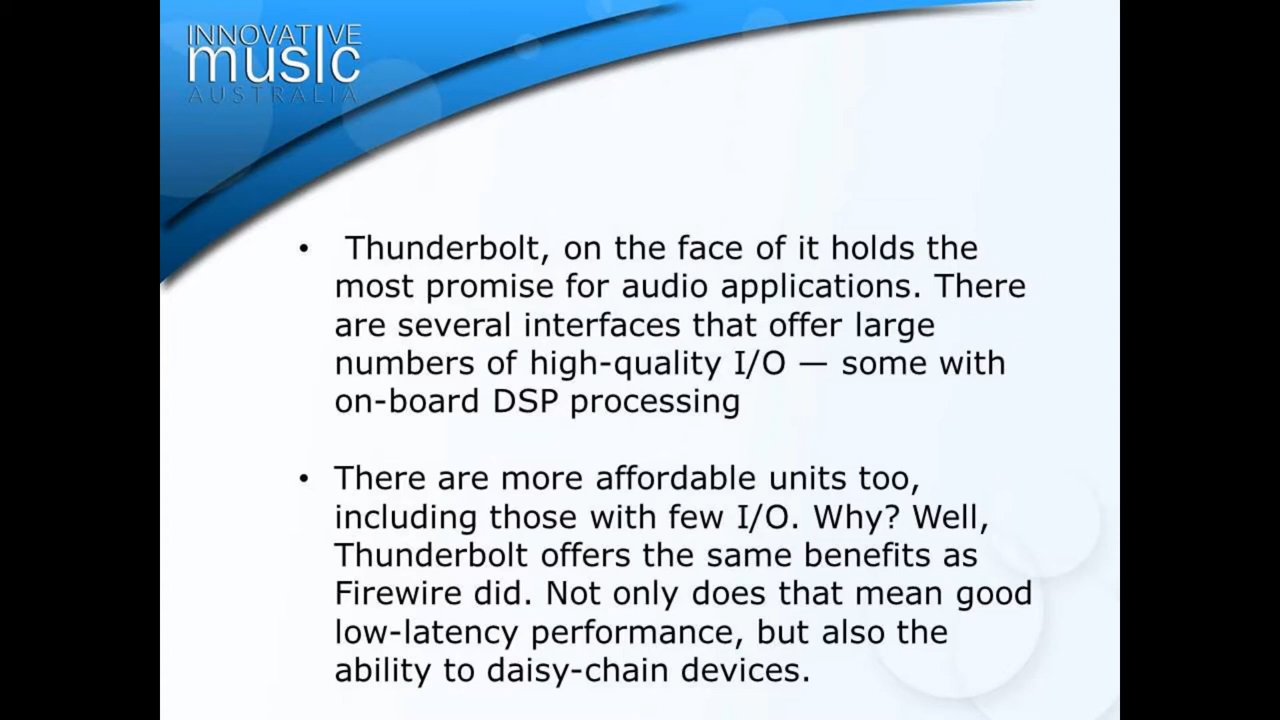 INNOVATIVE
music
AUSTRALIA
• Thunderbolt, on the face of it holds the
most promise for audio applications. There
are several interfaces that offer large
numbers of high-quality I/O — some with
on-board DSP processing
• There are more affordable units too,
including those with few I/O. Why? Well,
Thunderbolt offers the same benefits as
Firewire did. Not only does that mean good
low-latency performance, but also the
ability to daisy-chain devices.